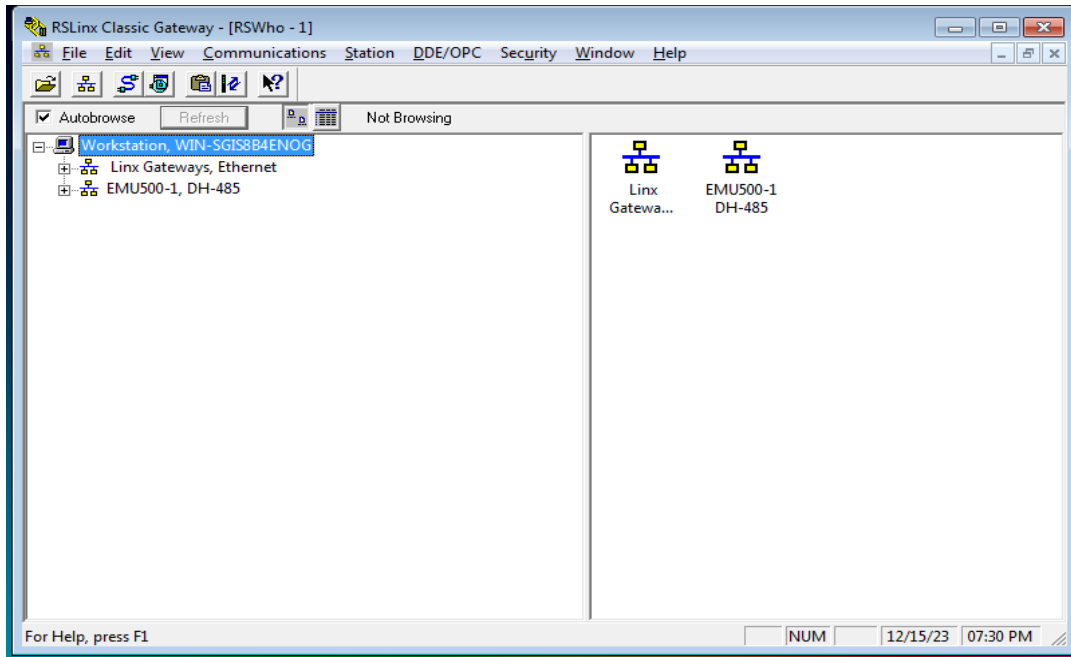 RSLinx Classic Gateway - [RSWho - 1]
File Edit View Communications Station DDE/OPC Security Window Help
Autobrowse Refresh Not Browsing
Workstation, WIN-SGIS8B4ENOG
Linx Gateways, Ethernet
EMU500-1, DH-485
Linx
Gatewa...
EMU500-1
DH-485
For Help, press F1
NUM
12/15/23
07:30 PM